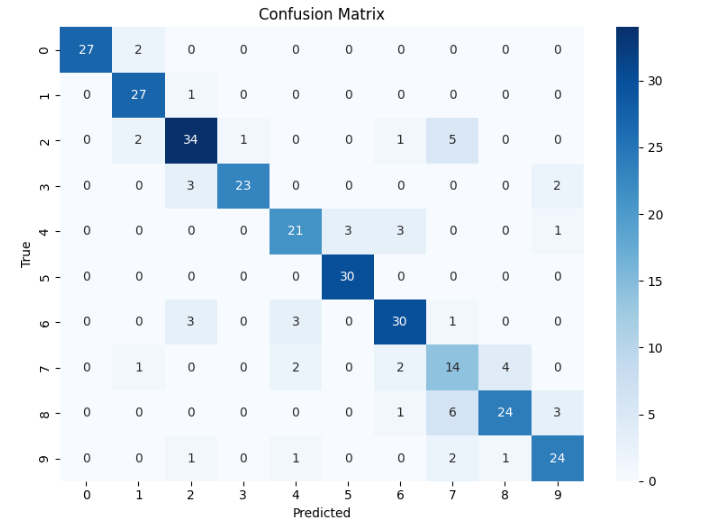 Confusion Matrix
0 27 2 0 0 0 0 0 0 0 0
1 0 27 1 0 0 0 0 0 0 0
2 0 2 34 1 0 0 1 5 0 0
3 0 0 3 23 0 0 0 0 0 2
4 0 0 0 0 21 3 3 0 0 1
5 0 0 0 0 0 30 0 0 0 0
6 0 0 3 0 3 0 30 1 0 0
7 0 1 0 0 2 0 2 14 4 0
8 0 0 0 0 0 0 1 6 24 3
9 0 0 1 0 1 0 0 2 1 24
0 1 2 3 4 5 6 7 8 9
Predicted
True
30
25
20
15
10
5
0